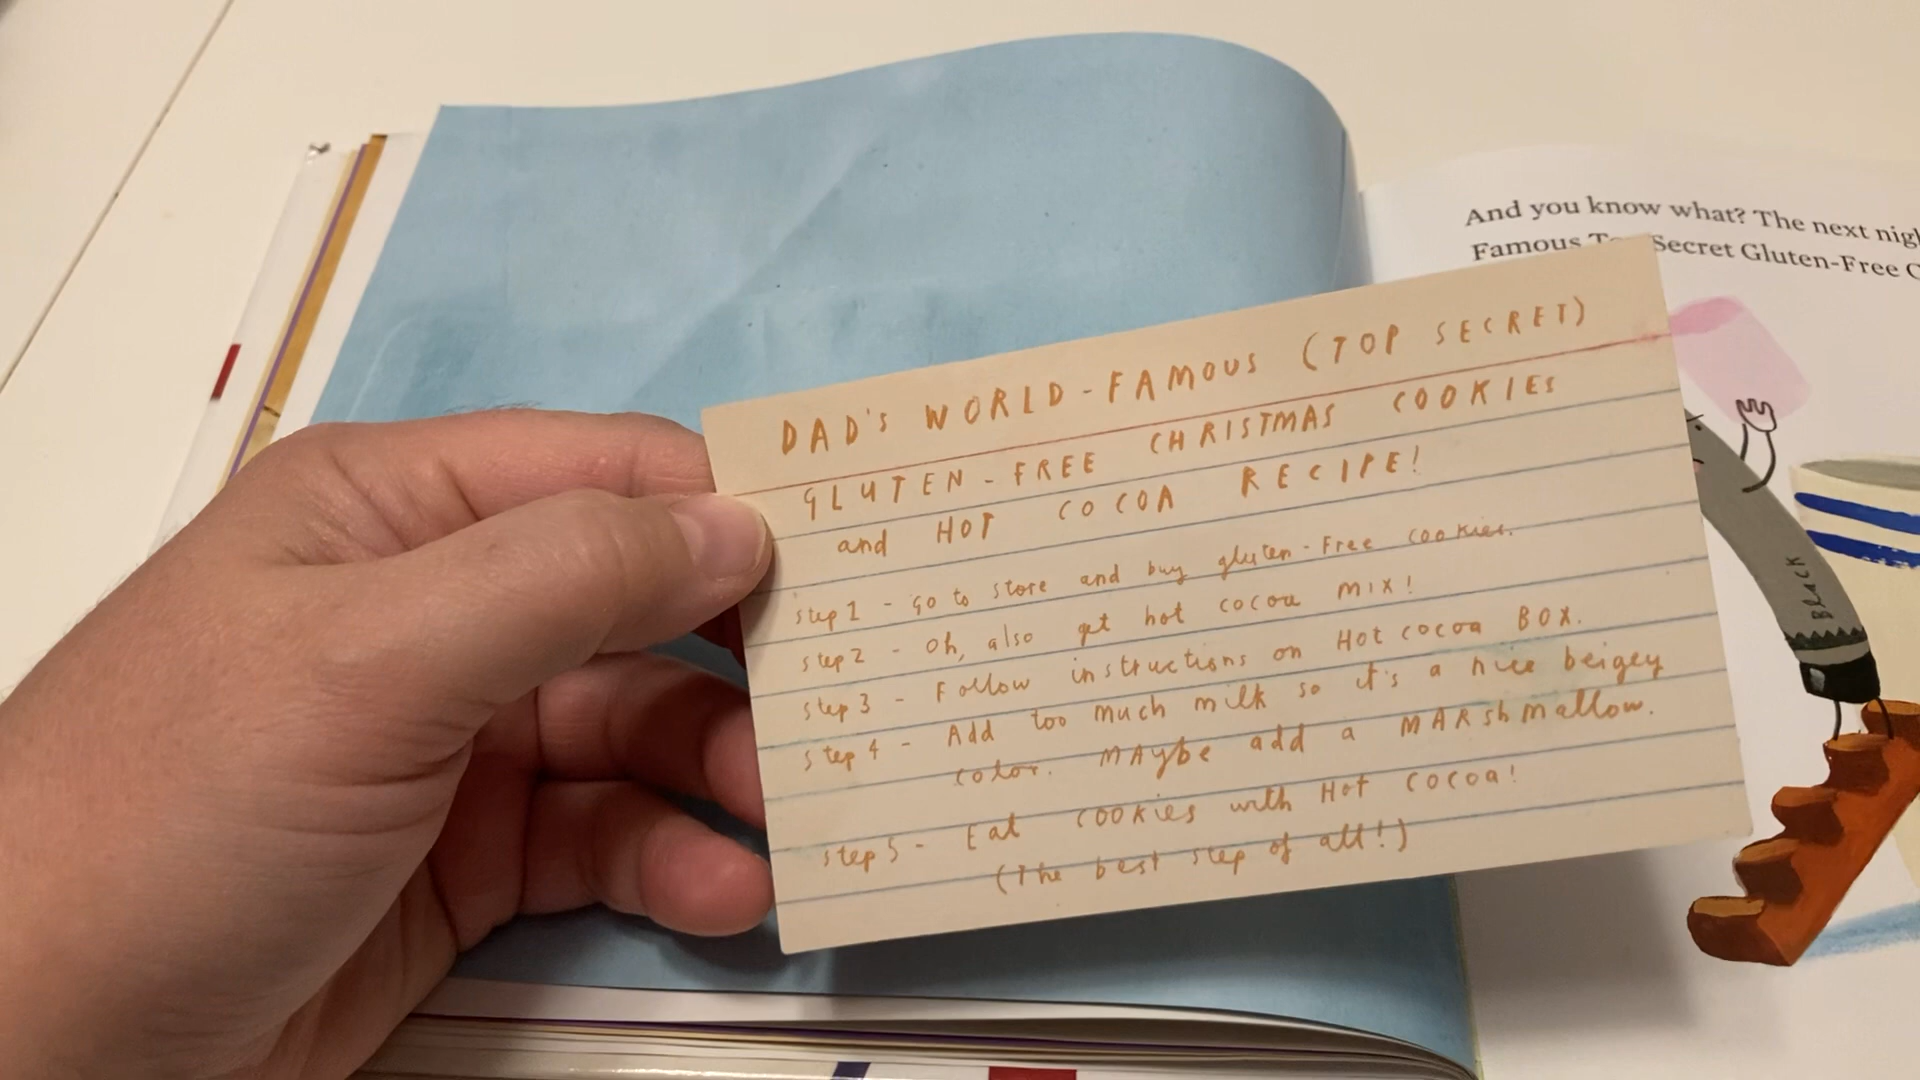 And you know what? The next
Famous Secret Gluten-Free
DAD'S WORLD-FAMOUS (TOP SECRET)
GLUTEN-FREE CHRISTMAS COOKIES
and HOT COCOA RECIPE!
step 1 - go to store and buy gluten-free cookies.
step 2 - oh, also get hot cocoa mix!
step 3 - Follow instructions on Hot cocoa BOX.
step 4 - Add too much milk so it's a nice beigey
color. MAybe add a MARshmallow.
step 5 - Eat cookies with Hot cocoa!
(The best step of all!)
BLACK